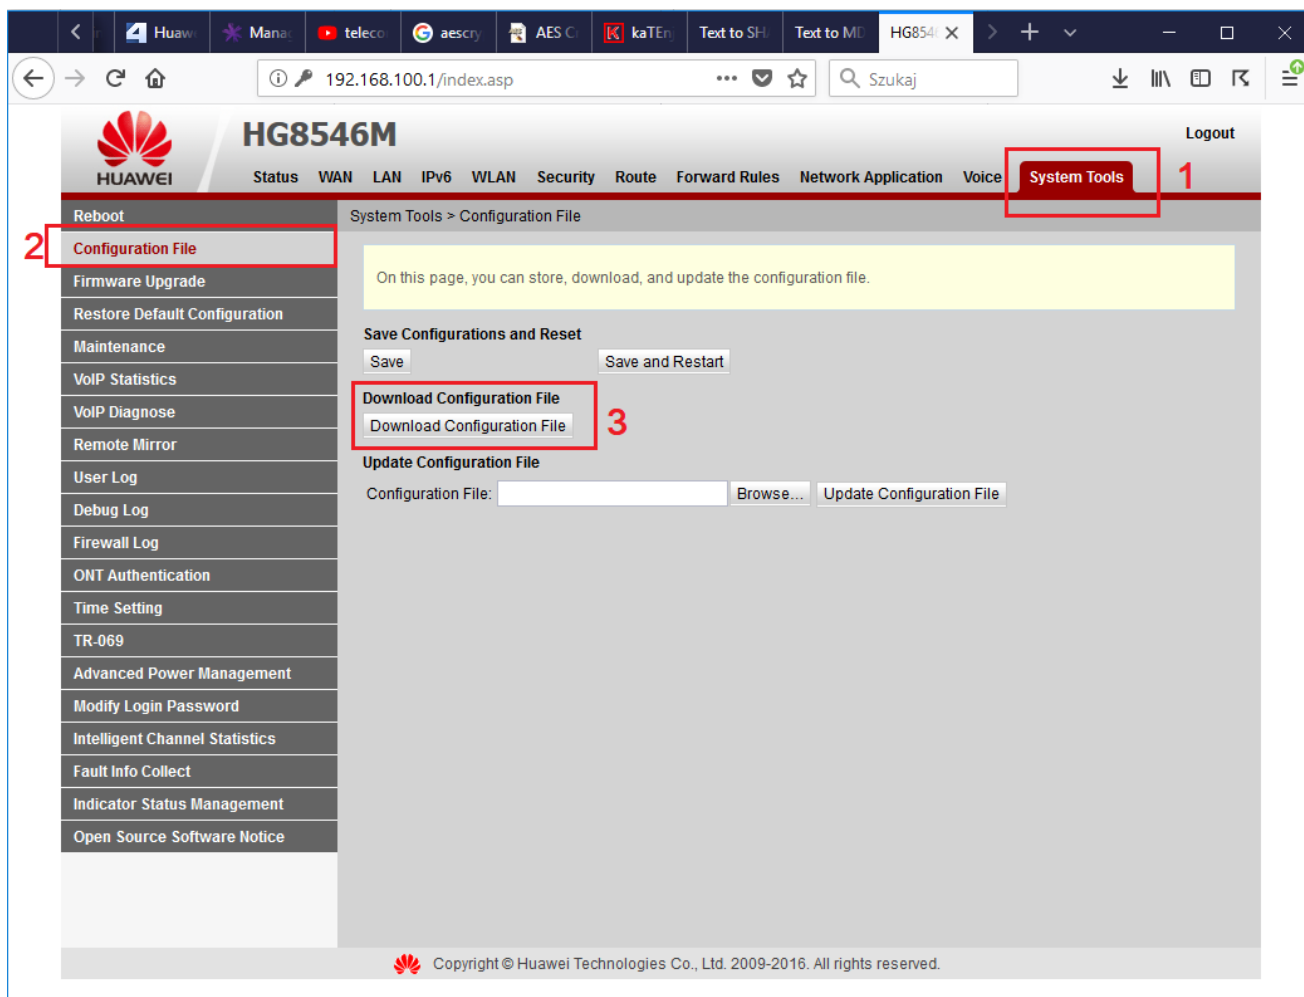 Huaw Mana teleco aescry AES C kaTEn Text to SH Text to MD HG854
192.168.100.1/index.asp Szukaj
HG8546M
Logout
HUAWEI
Status WAN LAN IPv6 WLAN Security Route Forward Rules Network Application Voice System Tools 1
Reboot
System Tools > Configuration File
2 Configuration File
On this page, you can store, download, and update the configuration file.
Firmware Upgrade
Restore Default Configuration
Save Configurations and Reset
Maintenance
Save Save and Restart
VoIP Statistics
Download Configuration File
VoIP Diagnose
Download Configuration File 3
Remote Mirror
Update Configuration File
User Log
Configuration File: Browse... Update Configuration File
Debug Log
Firewall Log
ONT Authentication
Time Setting
TR-069
Advanced Power Management
Modify Login Password
Intelligent Channel Statistics
Fault Info Collect
Indicator Status Management
Open Source Software Notice
Copyright © Huawei Technologies Co., Ltd. 2009-2016. All rights reserved.